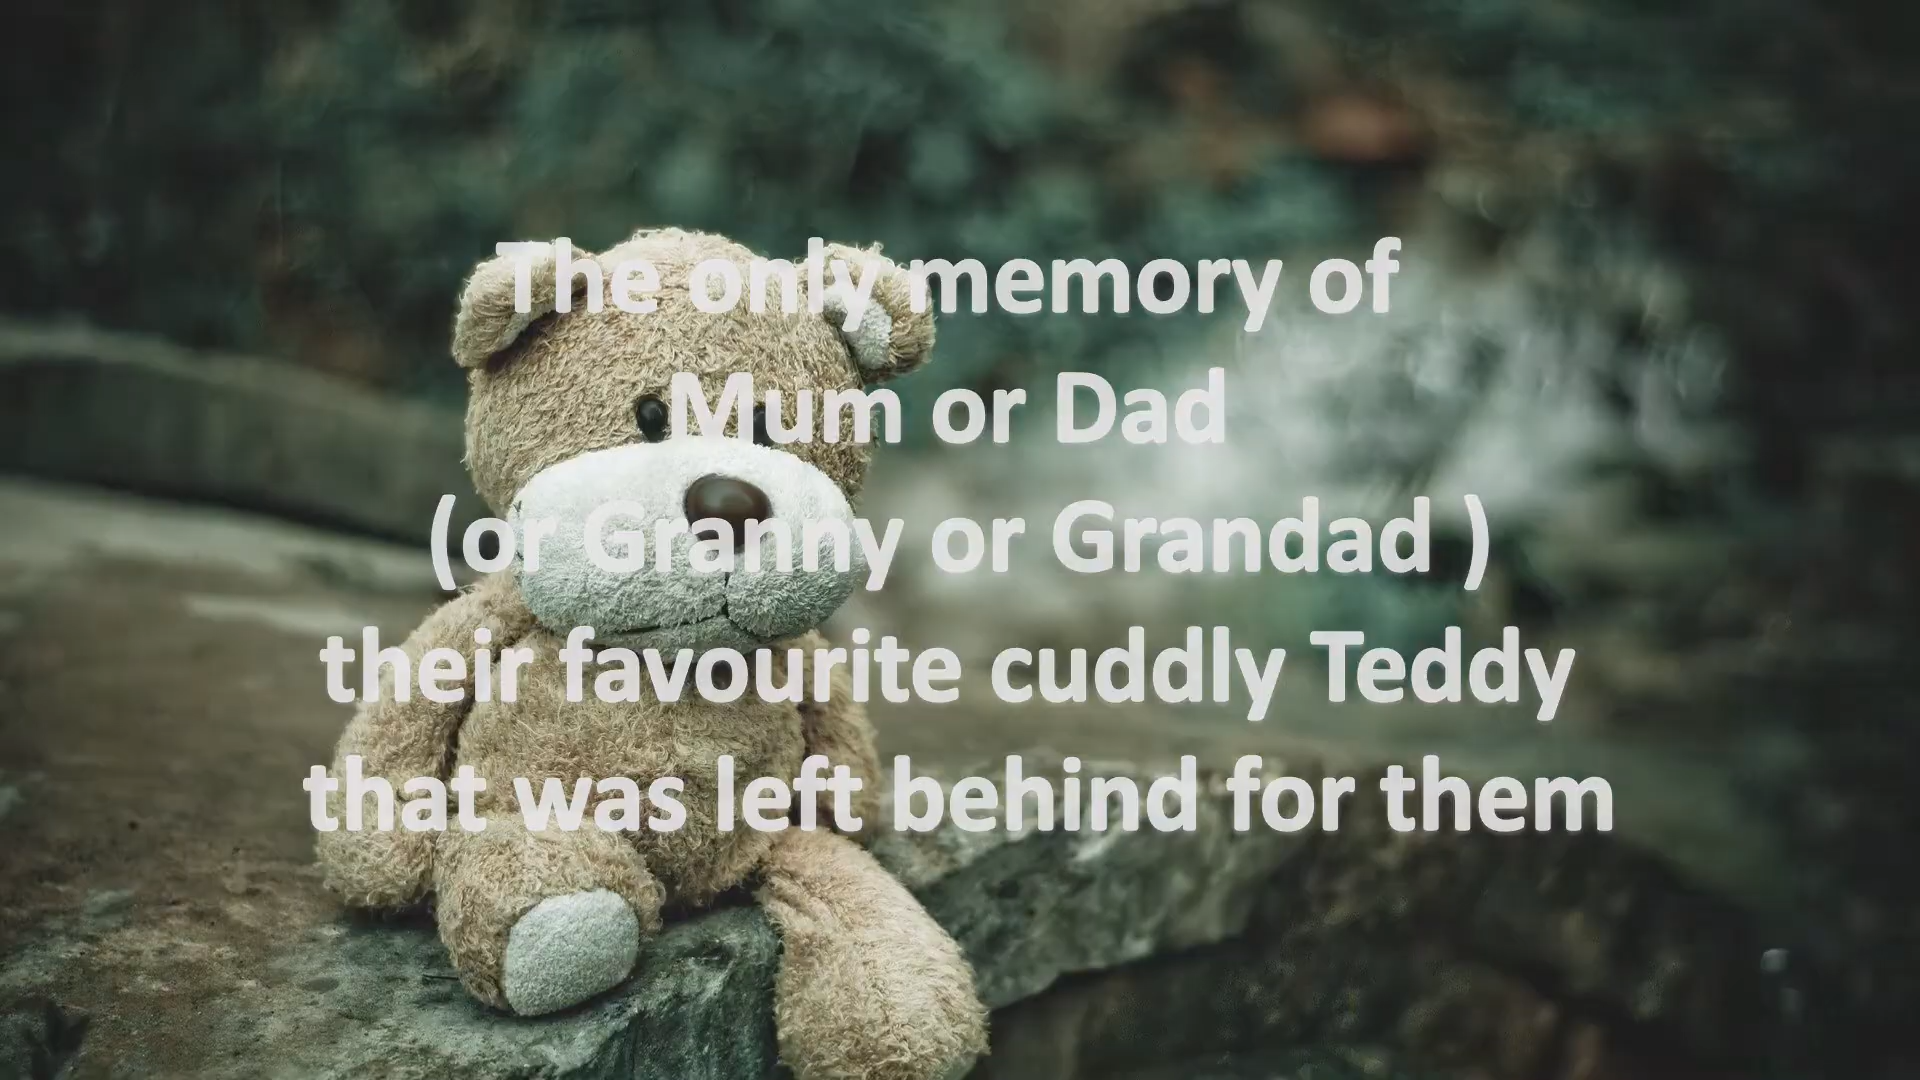 The only memory of
Mum or Dad
(or Granny or Grandad )
their favourite cuddly Teddy
that was left behind for them